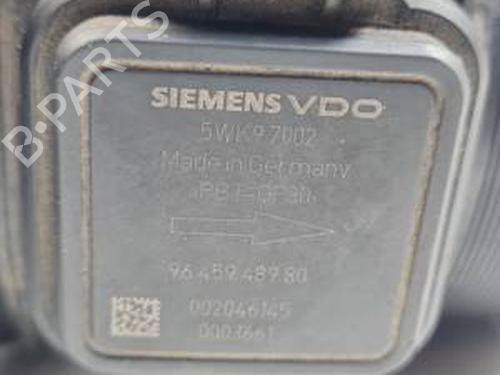 B-PARTS
SIEMENS VDO
5WK97002
Made in Germany
>PBT-GF30<
96.459.489.80
002046145
0003661